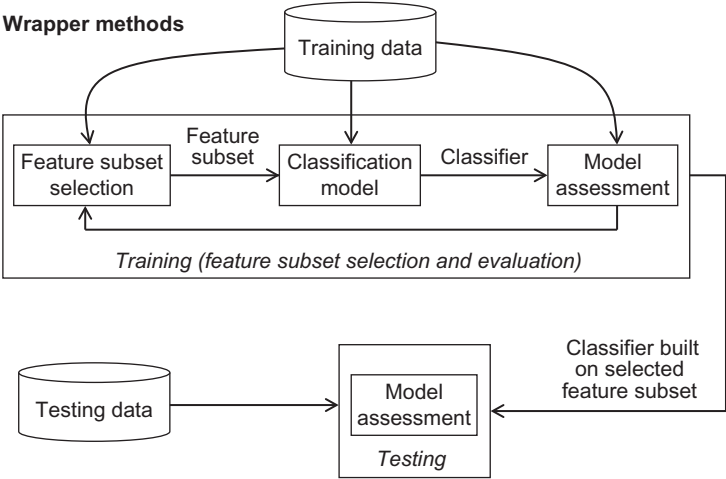 Wrapper methods
Training data
Feature
subset
Classifier
Feature subset
selection
Classification
model
Model
assessment
Training (feature subset selection and evaluation)
Testing data
Model
assessment
Testing
Classifier built
on selected
feature subset